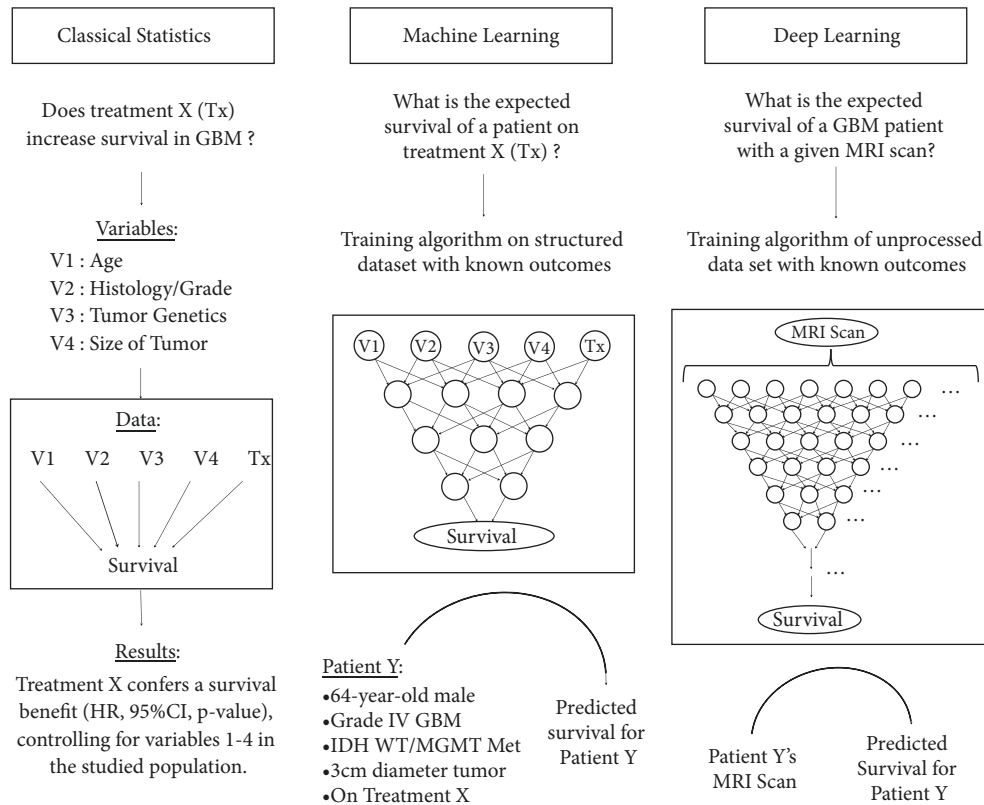 Classical Statistics
Does treatment X (Tx)
increase survival in GBM ?
Variables:
V1 : Age
V2 : Histology/Grade
V3 : Tumor Genetics
V4 : Size of Tumor
Data:
V1 V2 V3 V4 Tx
Survival
Results:
Treatment X confers a survival
benefit (HR, 95%CI, p-value),
controlling for variables 1-4 in
the studied population.
Machine Learning
What is the expected
survival of a patient on
treatment X (Tx) ?
Training algorithm on structured
dataset with known outcomes
V1 V2 V3 V4 Tx
Survival
Patient Y:
•64-year-old male
•Grade IV GBM
•IDH WT/MGMT Met
•3cm diameter tumor
•On Treatment X
Predicted
survival for
Patient Y
Deep Learning
What is the expected
survival of a GBM patient
with a given MRI scan?
Training algorithm of unprocessed
data set with known outcomes
MRI Scan
...
...
...
...
...
...
...
Survival
Patient Y's
MRI Scan
Predicted
Survival for
Patient Y